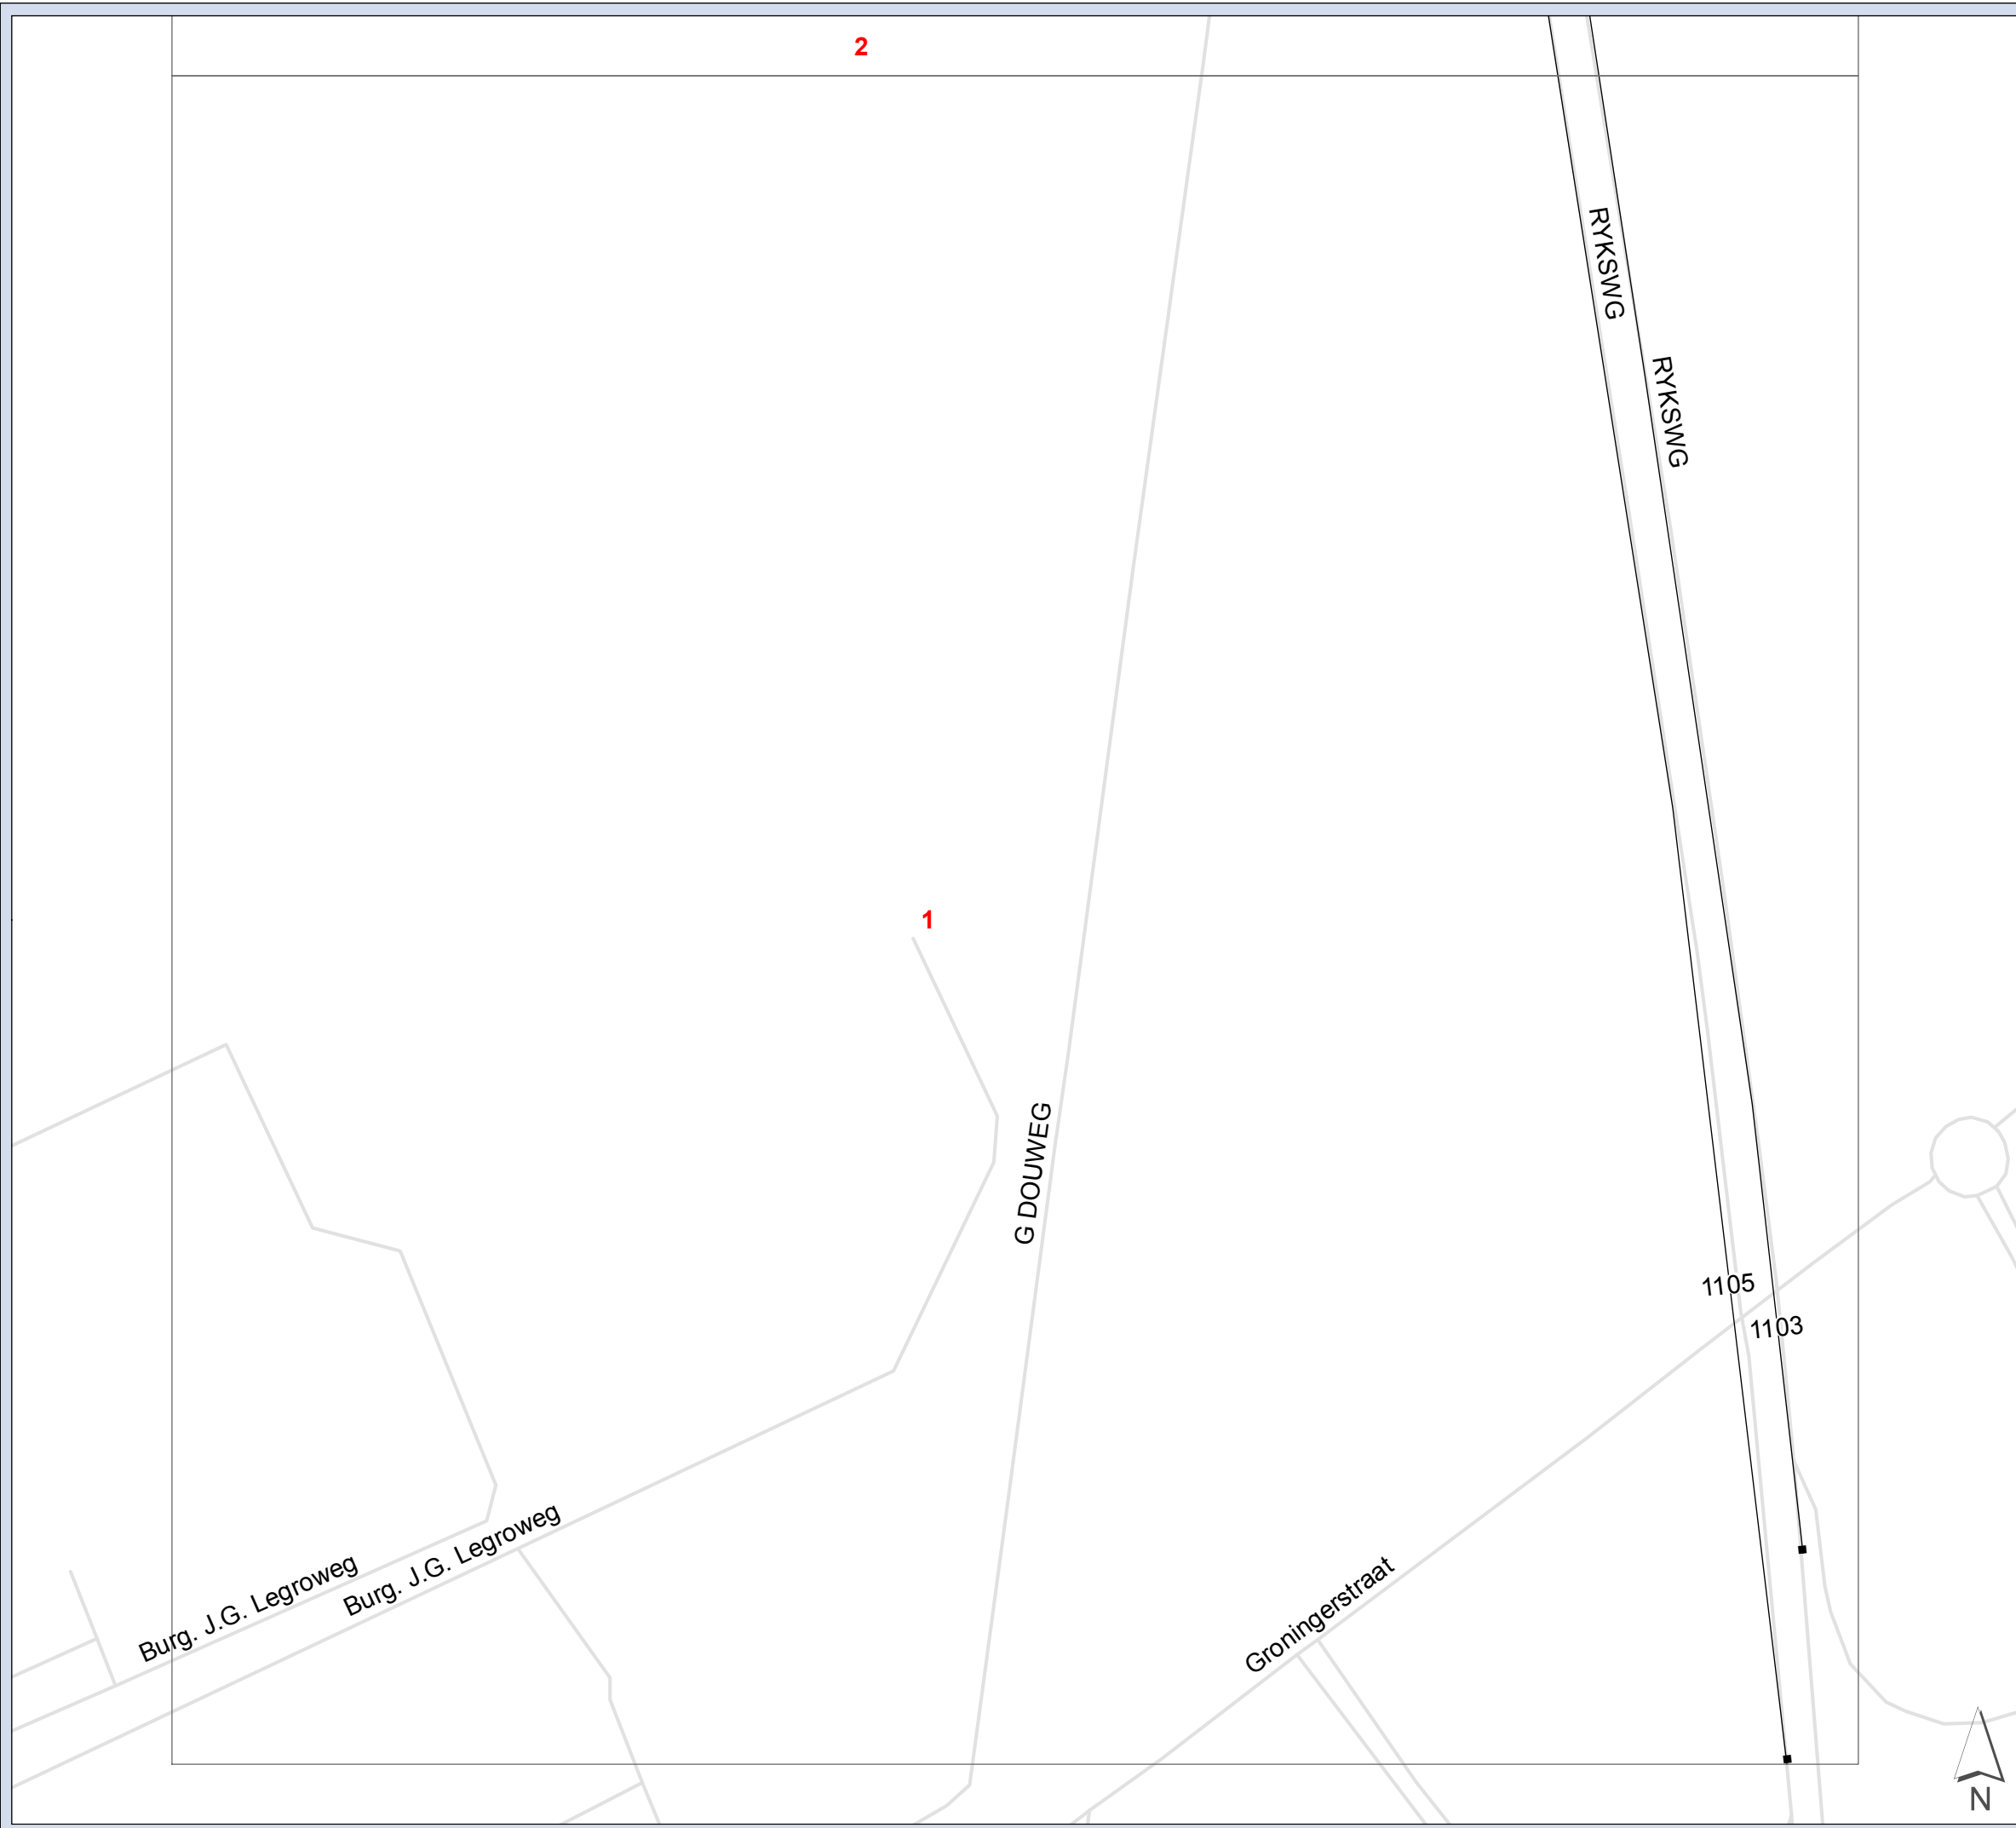 2
RYKSWG
RYKSWG
1
G DOUWEG
1105
1103
Burg. J.G. Legroweg
Burg. J.G. Legroweg
Groningerstraat
N